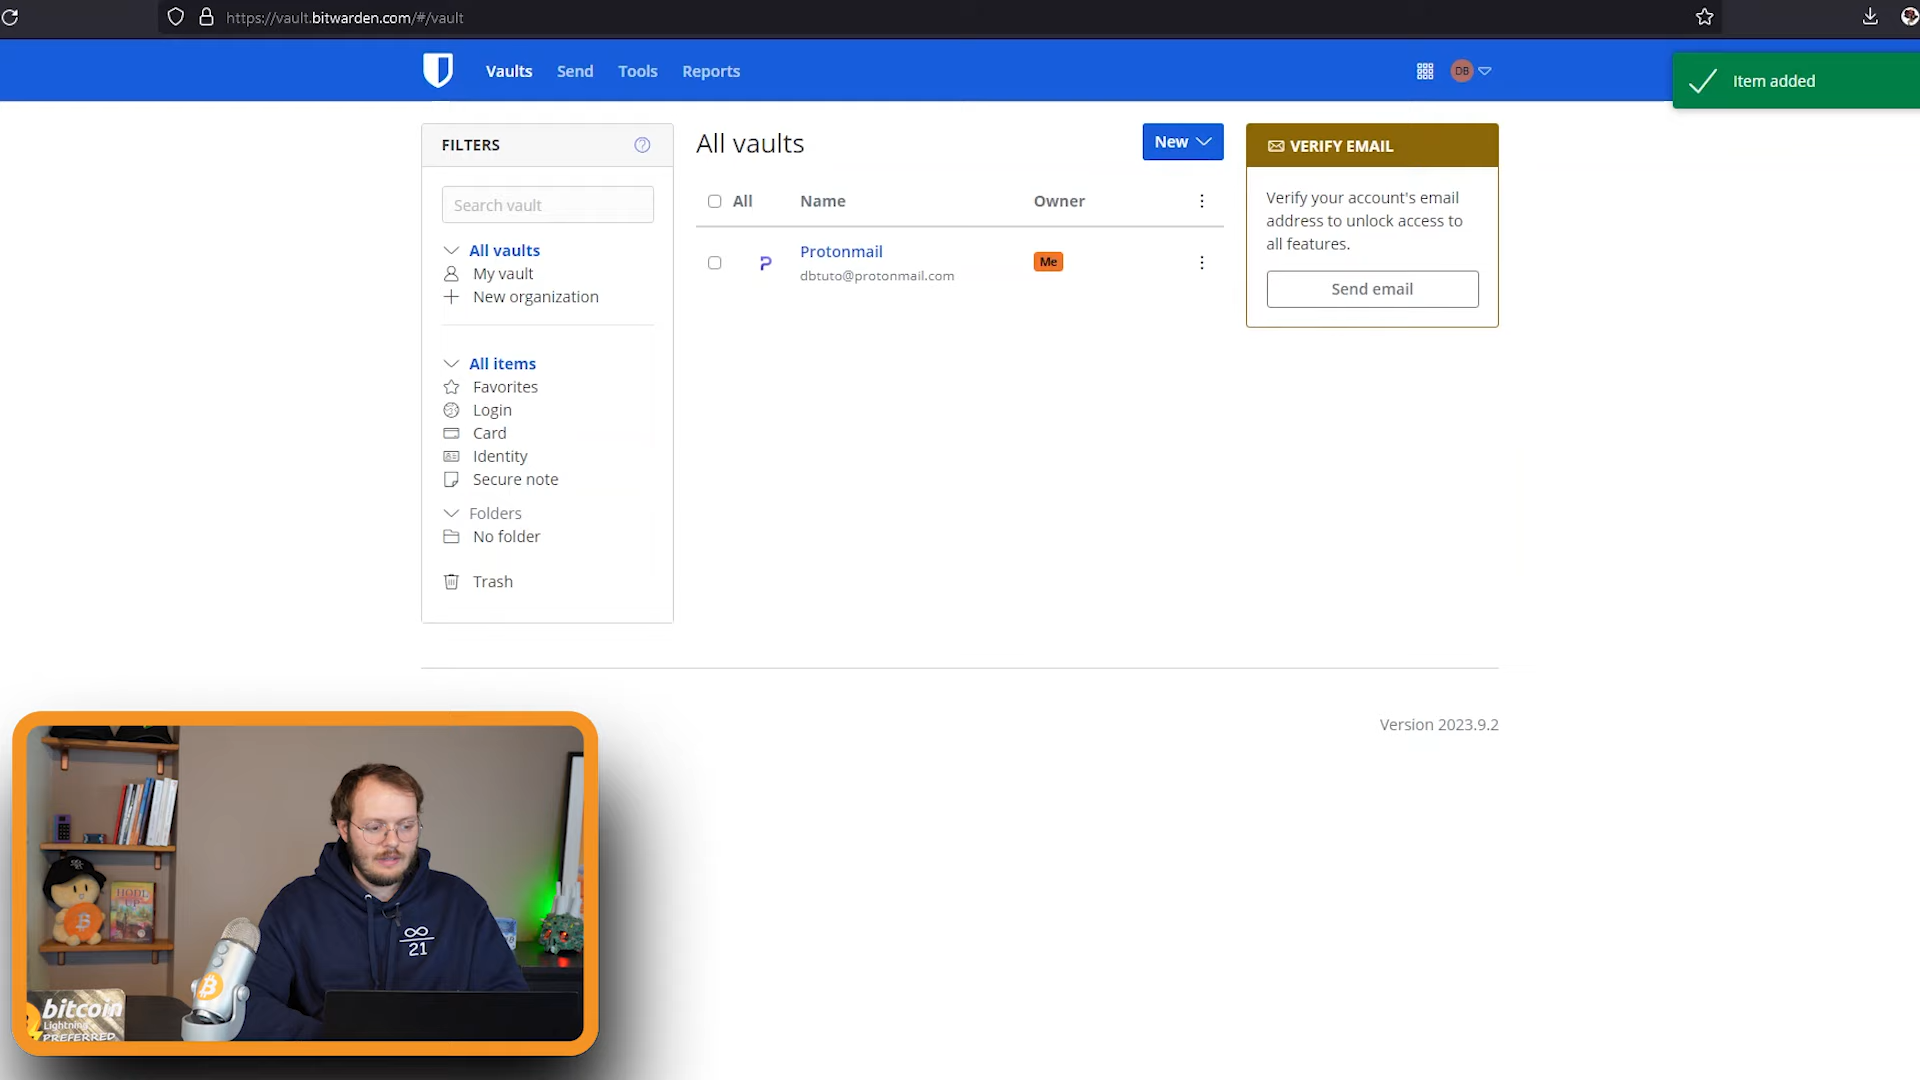 https://vault.bitwarden.com/#/vault
Vaults Send Tools Reports
DB
Item added
FILTERS
Search vault
All vaults
My vault
New organization
All items
Favorites
Login
Card
Identity
Secure note
Folders
No folder
Trash
All vaults
New
All Name Owner
Protonmail
dbtuto@protonmail.com
Me
VERIFY EMAIL
Verify your account's email
address to unlock access to
all features.
Send email
Version 2023.9.2
∞
21
bitcoin
Lightning
PREFERRED